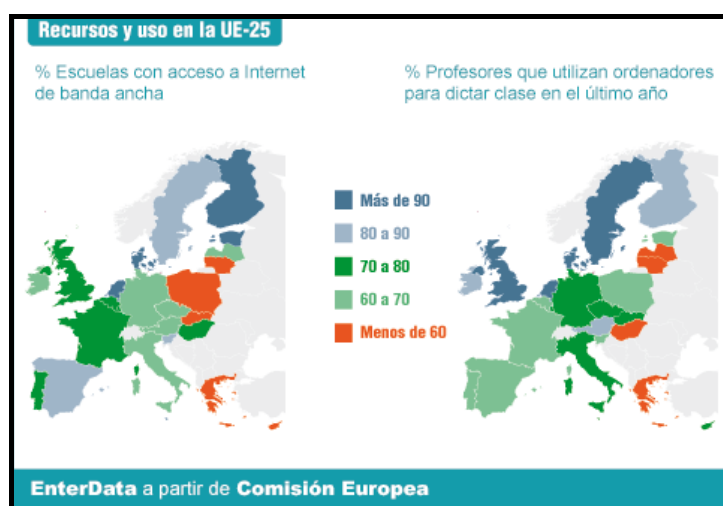 Recursos y uso en la UE-25
% Escuelas con acceso a Internet
de banda ancha
% Profesores que utilizan ordenadores
para dictar clase en el último año
Más de 90
80 a 90
70 a 80
60 a 70
Menos de 60
EnterData a partir de Comisión Europea